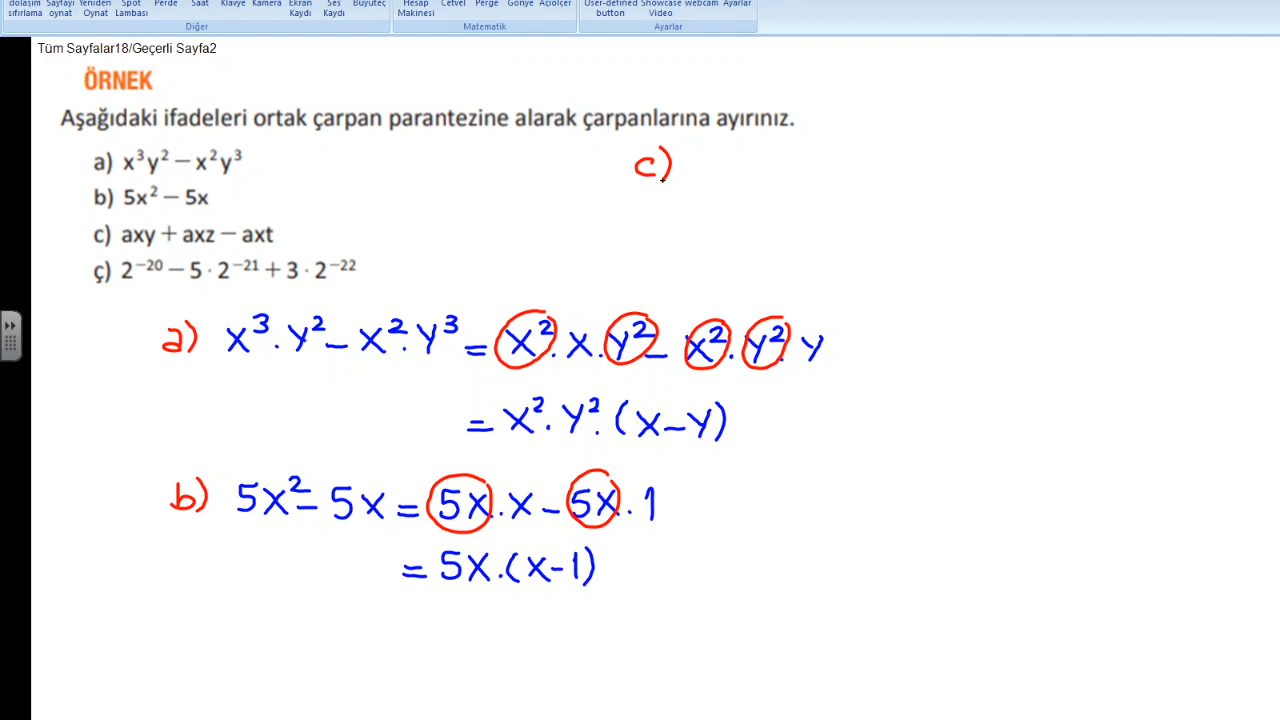 dolaşım Sayfayı Yeniden Spot Perde Saat Klavye Kamera Ekran Ses Büyüteç Hesap Cetvel Perge Gönye Açıölçer User-defined Showcase webcam Ayarlar
sıfırlama oynat Oynat Lambası Kaydı Kaydı Makinesi button Video
Diğer Matematik Ayarlar
Tüm Sayfalar18/Geçerli Sayfa2
ÖRNEK
Aşağıdaki ifadeleri ortak çarpan parantezine alarak çarpanlarına ayırınız.
a) x³y² − x²y³
c)
b) 5x² − 5x
c) axy + axz − axt
ç) 2⁻²⁰ − 5 · 2⁻²¹ + 3 · 2⁻²²
a) x³.y² − x².y³ = x².x.y² − x².y².y
= x².y².(x−y)
b) 5x² − 5x = 5x.x − 5x.1
= 5x.(x−1)